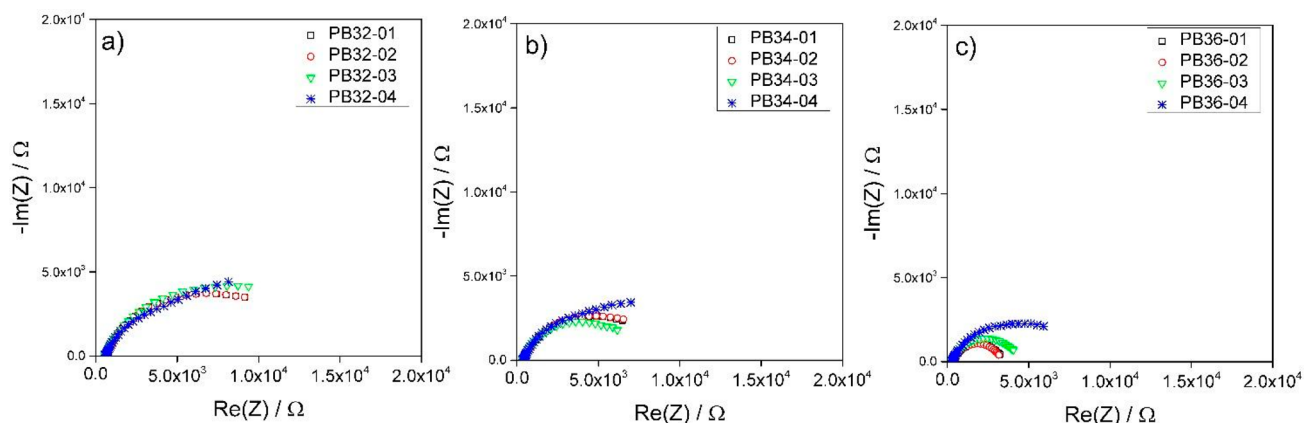 a)
PB32-01
PB32-02
PB32-03
PB32-04
2.0x10⁴
1.5x10⁴
1.0x10⁴
5.0x10³
0.0
-Im(Z) / Ω
0.0 5.0x10³ 1.0x10⁴ 1.5x10⁴ 2.0x10⁴
Re(Z) / Ω
b)
PB34-01
PB34-02
PB34-03
PB34-04
2.0x10⁴
1.5x10⁴
1.0x10⁴
5.0x10³
0.0
-Im(Z) / Ω
0.0 5.0x10³ 1.0x10⁴ 1.5x10⁴ 2.0x10⁴
Re(Z) / Ω
c)
PB36-01
PB36-02
PB36-03
PB36-04
2.0x10⁴
1.5x10⁴
1.0x10⁴
5.0x10³
0.0
-Im(Z) / Ω
0.0 5.0x10³ 1.0x10⁴ 1.5x10⁴ 2.0x10⁴
Re(Z) / Ω